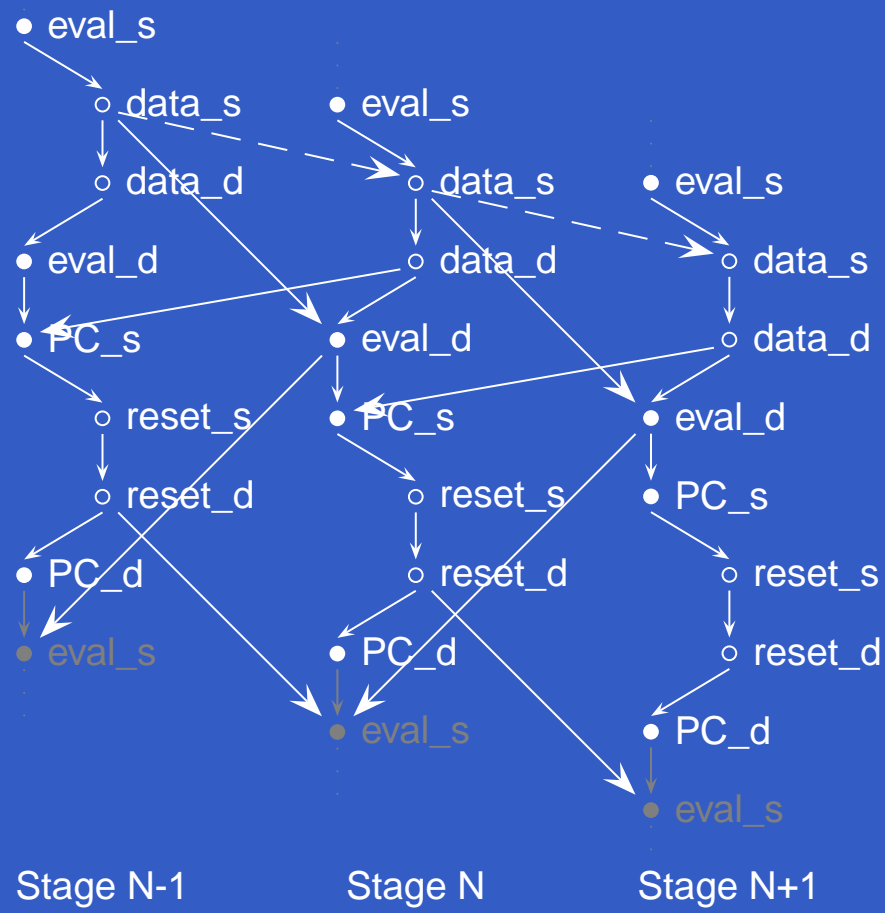 eval_s
data_s
eval_s
data_d
data_s
eval_s
eval_d
data_d
data_s
PC_s
eval_d
data_d
reset_s
PC_s
eval_d
reset_d
reset_s
PC_s
PC_d
reset_d
reset_s
eval_s
PC_d
reset_d
eval_s
PC_d
eval_s
Stage N-1
Stage N
Stage N+1